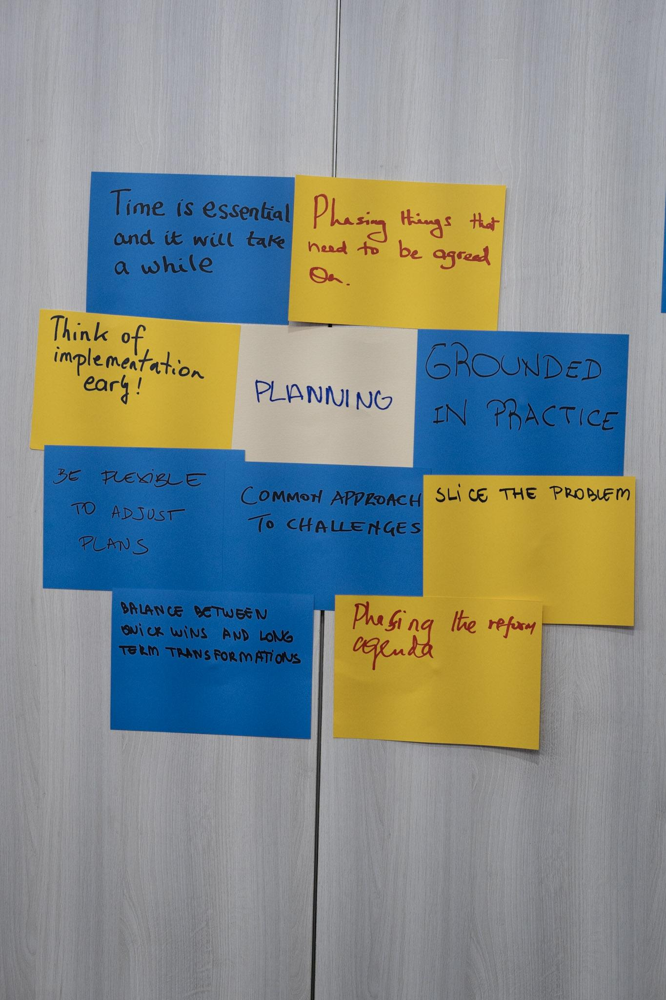 Time is essential
and it will take
a while
Phasing things that
need to be agreed
On.
Think of
implementation
early!
PLANNING
GROUNDED
IN PRACTICE
BE FLEXIBLE
TO ADJUST
PLANS
COMMON APPROACH
TO CHALLENGES
SLICE THE PROBLEM
BALANCE BETWEEN
QUICK WINS AND LONG
TERM TRANSFORMATIONS
Phasing the reform
agenda